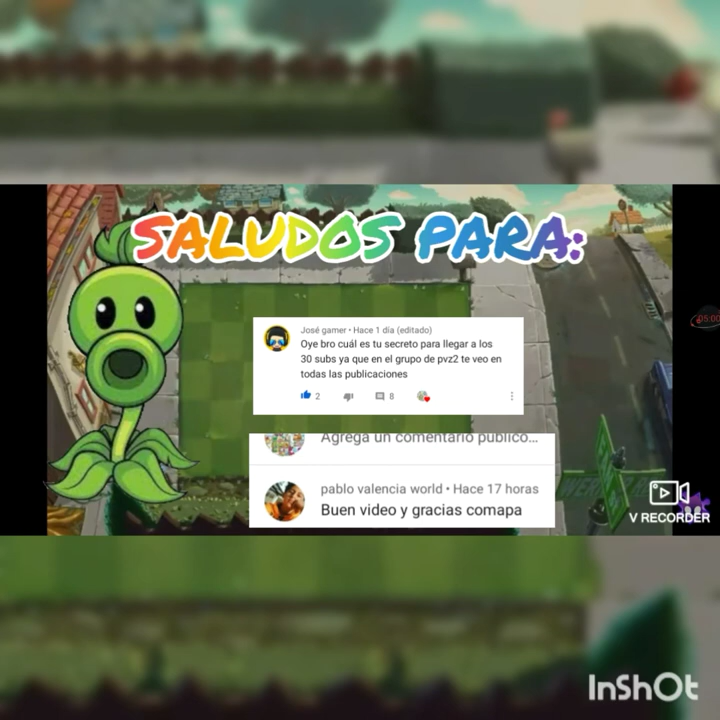 SALUDOS PARA:
José gamer • Hace 1 día (editado)
Oye bro cuál es tu secreto para llegar a los
30 subs ya que en el grupo de pvz2 te veo en
todas las publicaciones
2
8
05:00
Agrega un comentario público...
pablo valencia world • Hace 17 horas
Buen video y gracias comapa
V RECORDER
InShOt